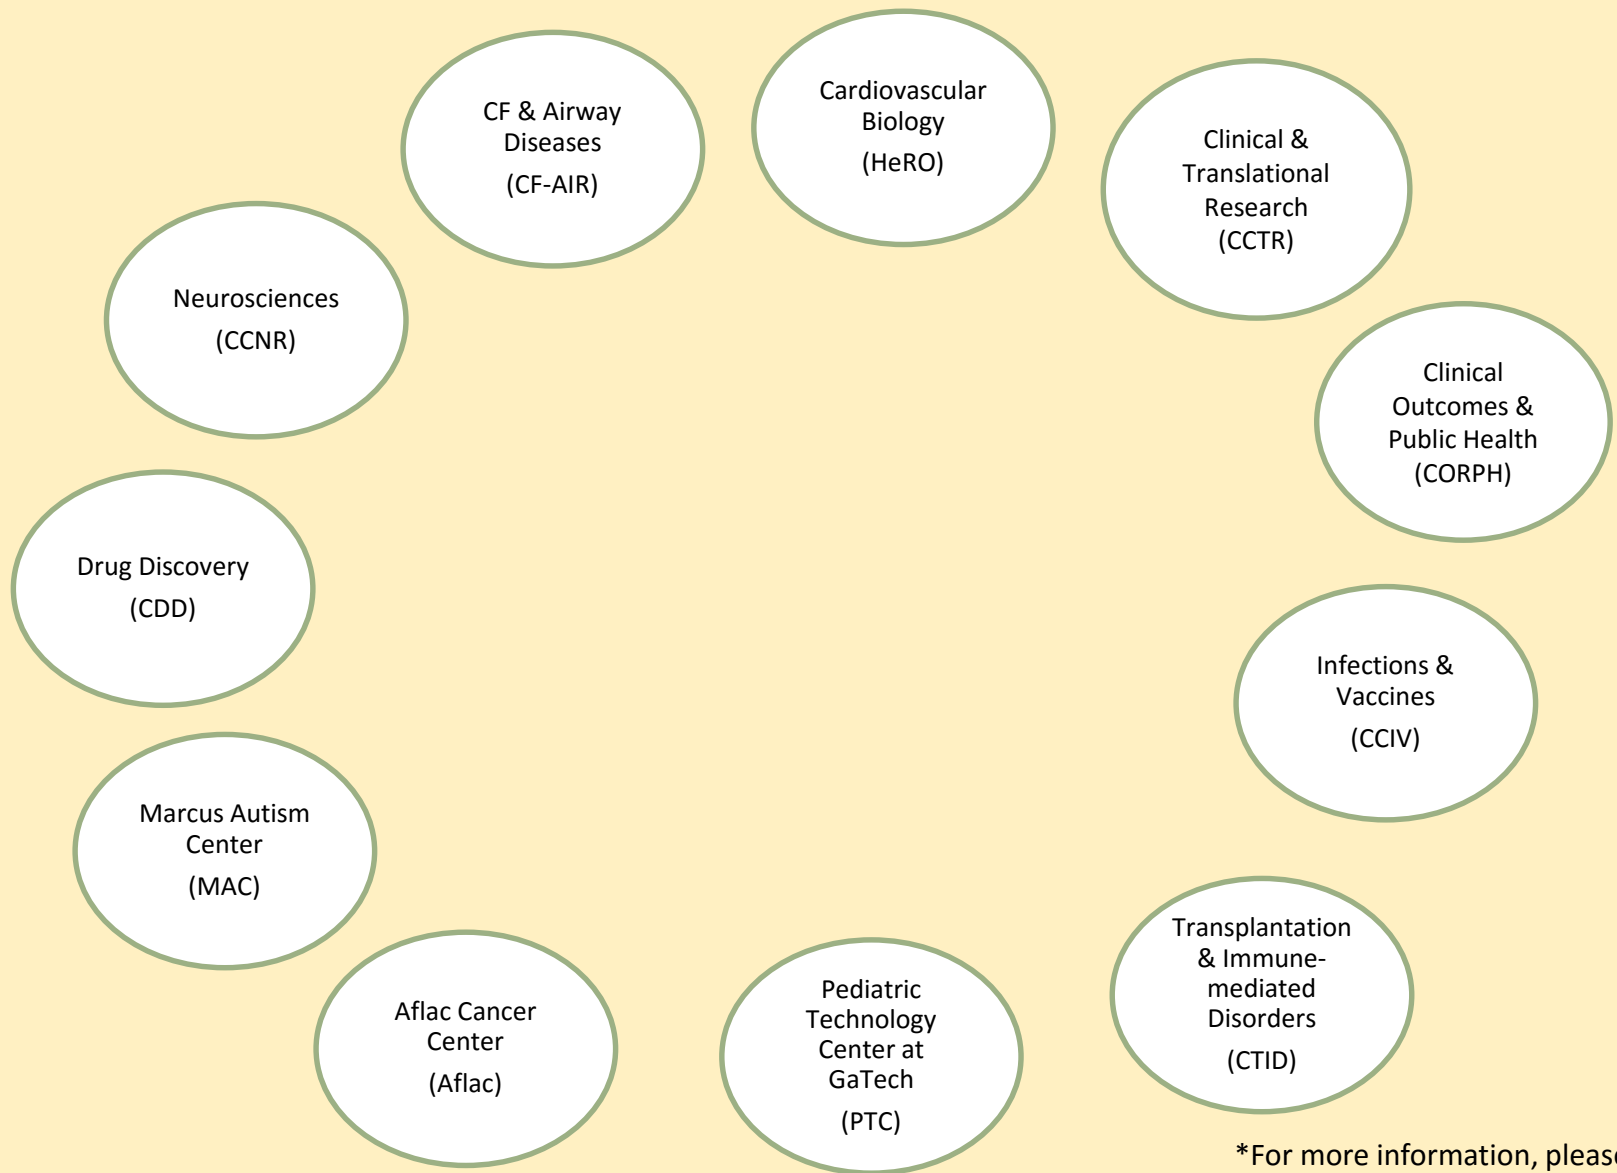 Cardiovascular
Biology
(HeRO)
Clinical &
Translational
Research
(CCTR)
Clinical
Outcomes &
Public Health
(CORPH)
Infections &
Vaccines
(CCIV)
Transplantation
& Immune-
mediated
Disorders
(CTID)
Pediatric
Technology
Center at
GaTech
(PTC)
Aflac Cancer
Center
(Aflac)
Marcus Autism
Center
(MAC)
Drug Discovery
(CDD)
Neurosciences
(CCNR)
CF & Airway
Diseases
(CF-AIR)
*For more information, please